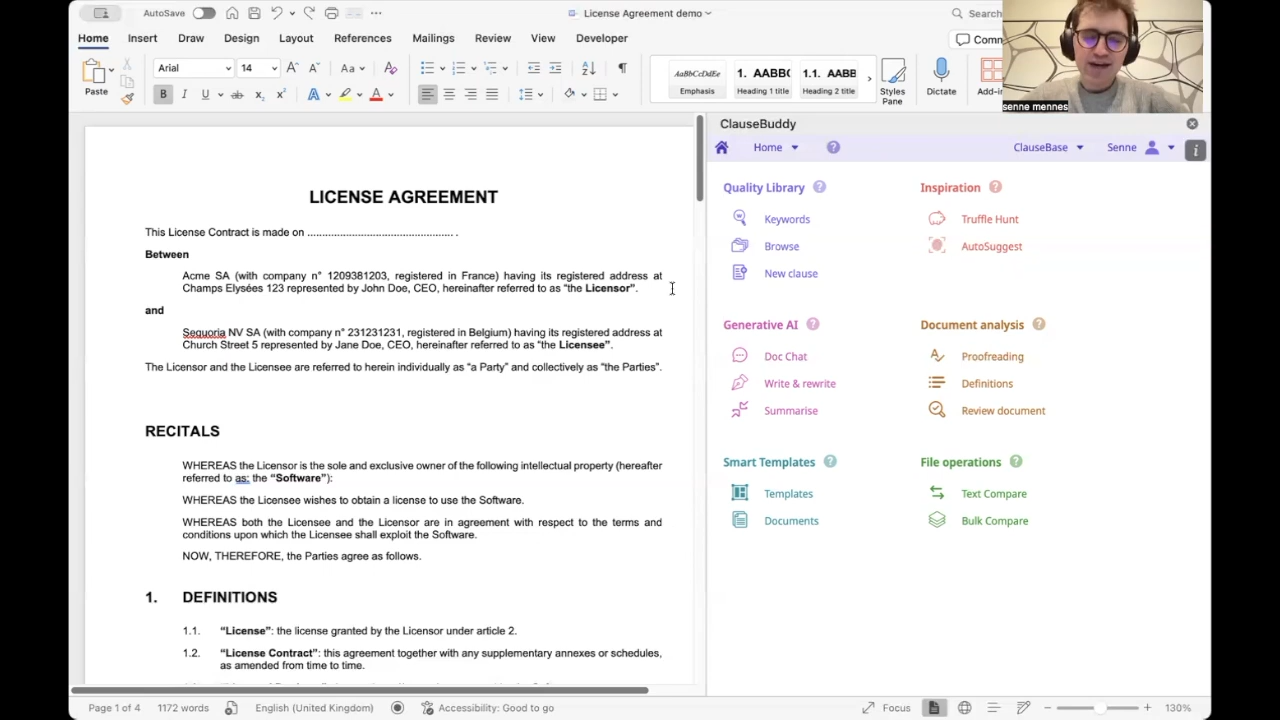 AutoSave
License Agreement demo
Search
Home Insert Draw Design Layout References Mailings Review View Developer
Paste
Arial 14
AaBbCcDdEe
Emphasis
1. AABBC
Heading 1 title
1.1. AABB
Heading 2 title
Styles Pane
Dictate
senne mennes
LICENSE AGREEMENT
This License Contract is made on .................................................. .
Between
Acme SA (with company n° 1209381203, registered in France) having its registered address at
Champs Elysées 123 represented by John Doe, CEO, hereinafter referred to as “the Licensor”.
and
Sequoria NV SA (with company n° 231231231, registered in Belgium) having its registered address at
Church Street 5 represented by Jane Doe, CEO, hereinafter referred to as “the Licensee”.
The Licensor and the Licensee are referred to herein individually as “a Party” and collectively as “the Parties”.
RECITALS
WHEREAS the Licensor is the sole and exclusive owner of the following intellectual property (hereafter
referred to as: the “Software”):
WHEREAS the Licensee wishes to obtain a license to use the Software.
WHEREAS both the Licensee and the Licensor are in agreement with respect to the terms and
conditions upon which the Licensee shall exploit the Software.
NOW, THEREFORE, the Parties agree as follows.
1. DEFINITIONS
1.1. “License”: the license granted by the Licensor under article 2.
1.2. “License Contract”: this agreement together with any supplementary annexes or schedules,
as amended from time to time.
ClauseBuddy
Home
ClauseBase
Senne
Quality Library
Keywords
Browse
New clause
Inspiration
Truffle Hunt
AutoSuggest
Generative AI
Doc Chat
Write & rewrite
Summarise
Document analysis
Proofreading
Definitions
Review document
Smart Templates
Templates
Documents
File operations
Text Compare
Bulk Compare
Page 1 of 4
1172 words
English (United Kingdom)
Accessibility: Good to go
Focus
130%